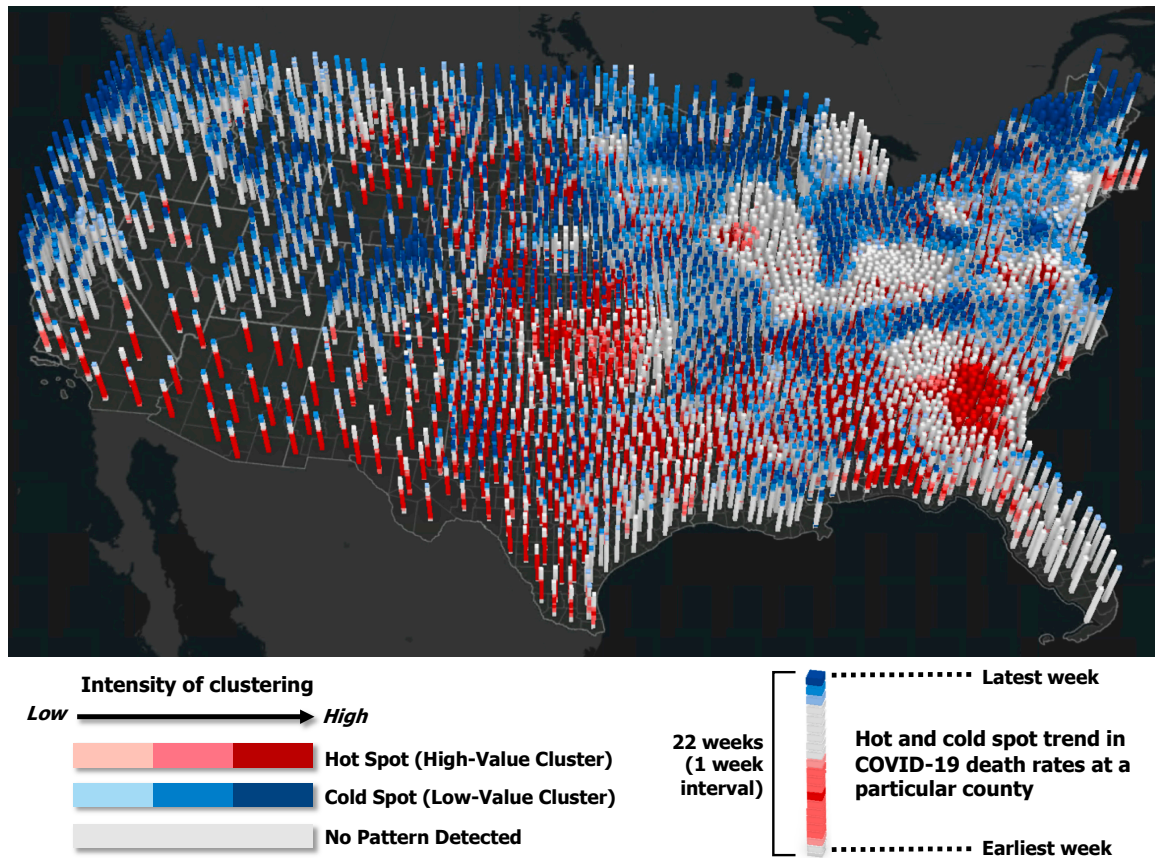 Intensity of clustering
Low
High
Hot Spot (High-Value Cluster)
Cold Spot (Low-Value Cluster)
No Pattern Detected
22 weeks
(1 week
interval)
Latest week
Hot and cold spot trend in
COVID-19 death rates at a
particular county
Earliest week